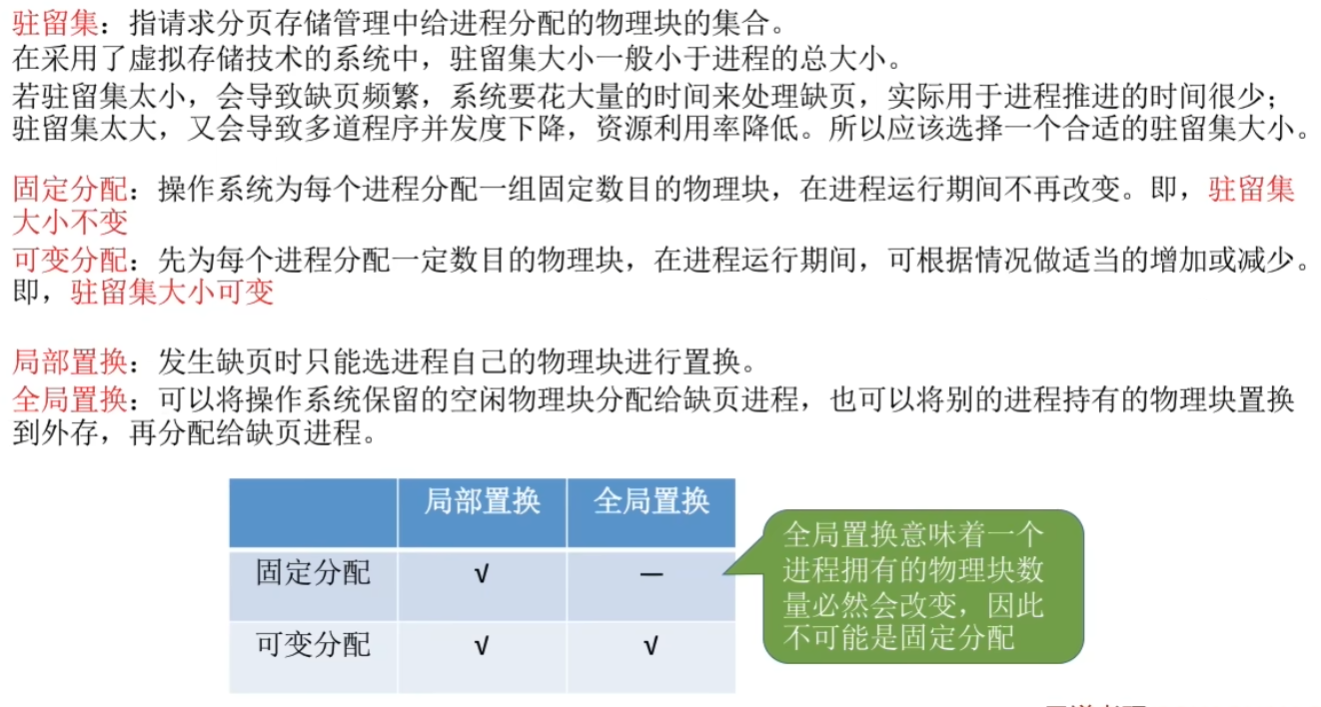 驻留集：指请求分页存储管理中给进程分配的物理块的集合。
在采用了虚拟存储技术的系统中，驻留集大小一般小于进程的总大小。
若驻留集太小，会导致缺页频繁，系统要花大量的时间来处理缺页，实际用于进程推进的时间很少；
驻留集太大，又会导致多道程序并发度下降，资源利用率降低。所以应该选择一个合适的驻留集大小。
固定分配：操作系统为每个进程分配一组固定数目的物理块，在进程运行期间不再改变。即，驻留集
大小不变
可变分配：先为每个进程分配一定数目的物理块，在进程运行期间，可根据情况做适当的增加或减少。
即，驻留集大小可变
局部置换：发生缺页时只能选进程自己的物理块进行置换。
全局置换：可以将操作系统保留的空闲物理块分配给缺页进程，也可以将别的进程持有的物理块置换
到外存，再分配给缺页进程。
局部置换 全局置换
固定分配 √ —
可变分配 √ √
全局置换意味着一个
进程拥有的物理块数
量必然会改变，因此
不可能是固定分配